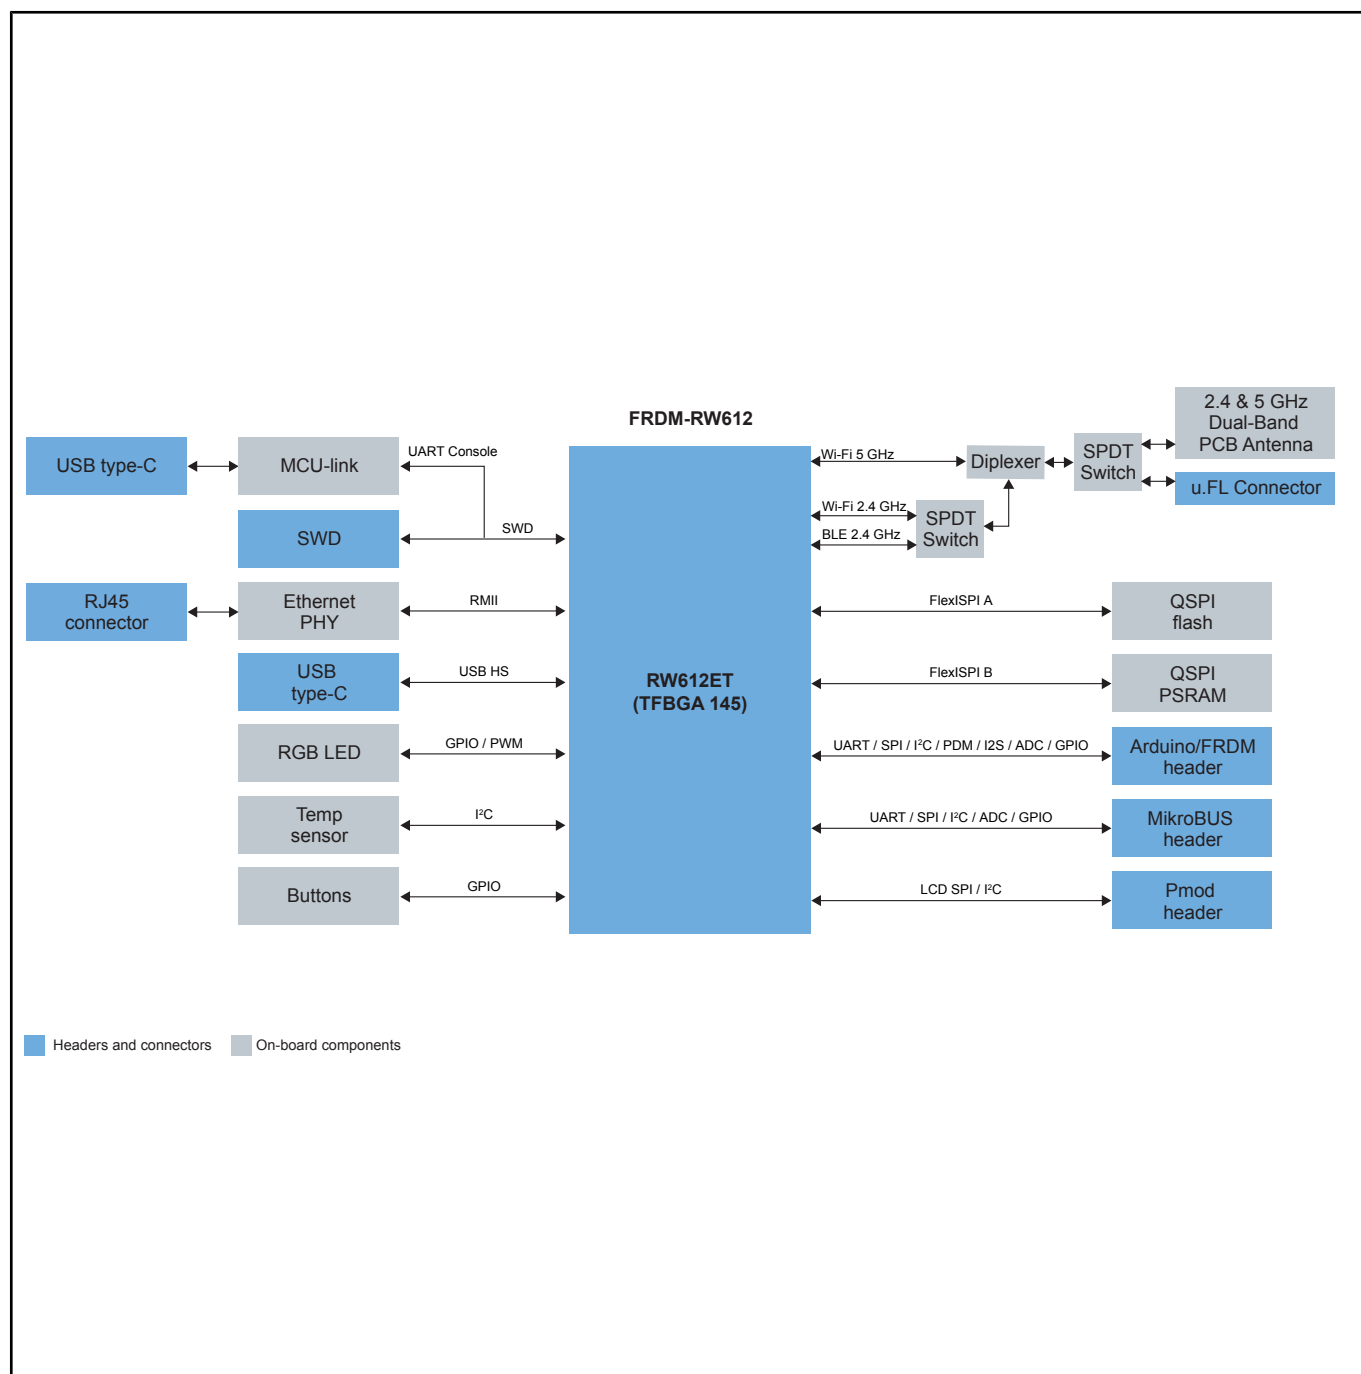 FRDM-RW612
USB type-C
MCU-link
UART Console
SWD
SWD
RJ45
connector
Ethernet
PHY
RMII
USB
type-C
USB HS
RGB LED
GPIO / PWM
Temp
sensor
I²C
Buttons
GPIO
RW612ET
(TFBGA 145)
Wi-Fi 5 GHz
Diplexer
SPDT
Switch
2.4 & 5 GHz
Dual-Band
PCB Antenna
u.FL Connector
Wi-Fi 2.4 GHz
BLE 2.4 GHz
SPDT
Switch
FlexISPI A
QSPI
flash
FlexISPI B
QSPI
PSRAM
UART / SPI / I²C / PDM / I2S / ADC / GPIO
Arduino/FRDM
header
UART / SPI / I²C / ADC / GPIO
MikroBUS
header
LCD SPI / I²C
Pmod
header
Headers and connectors
On-board components